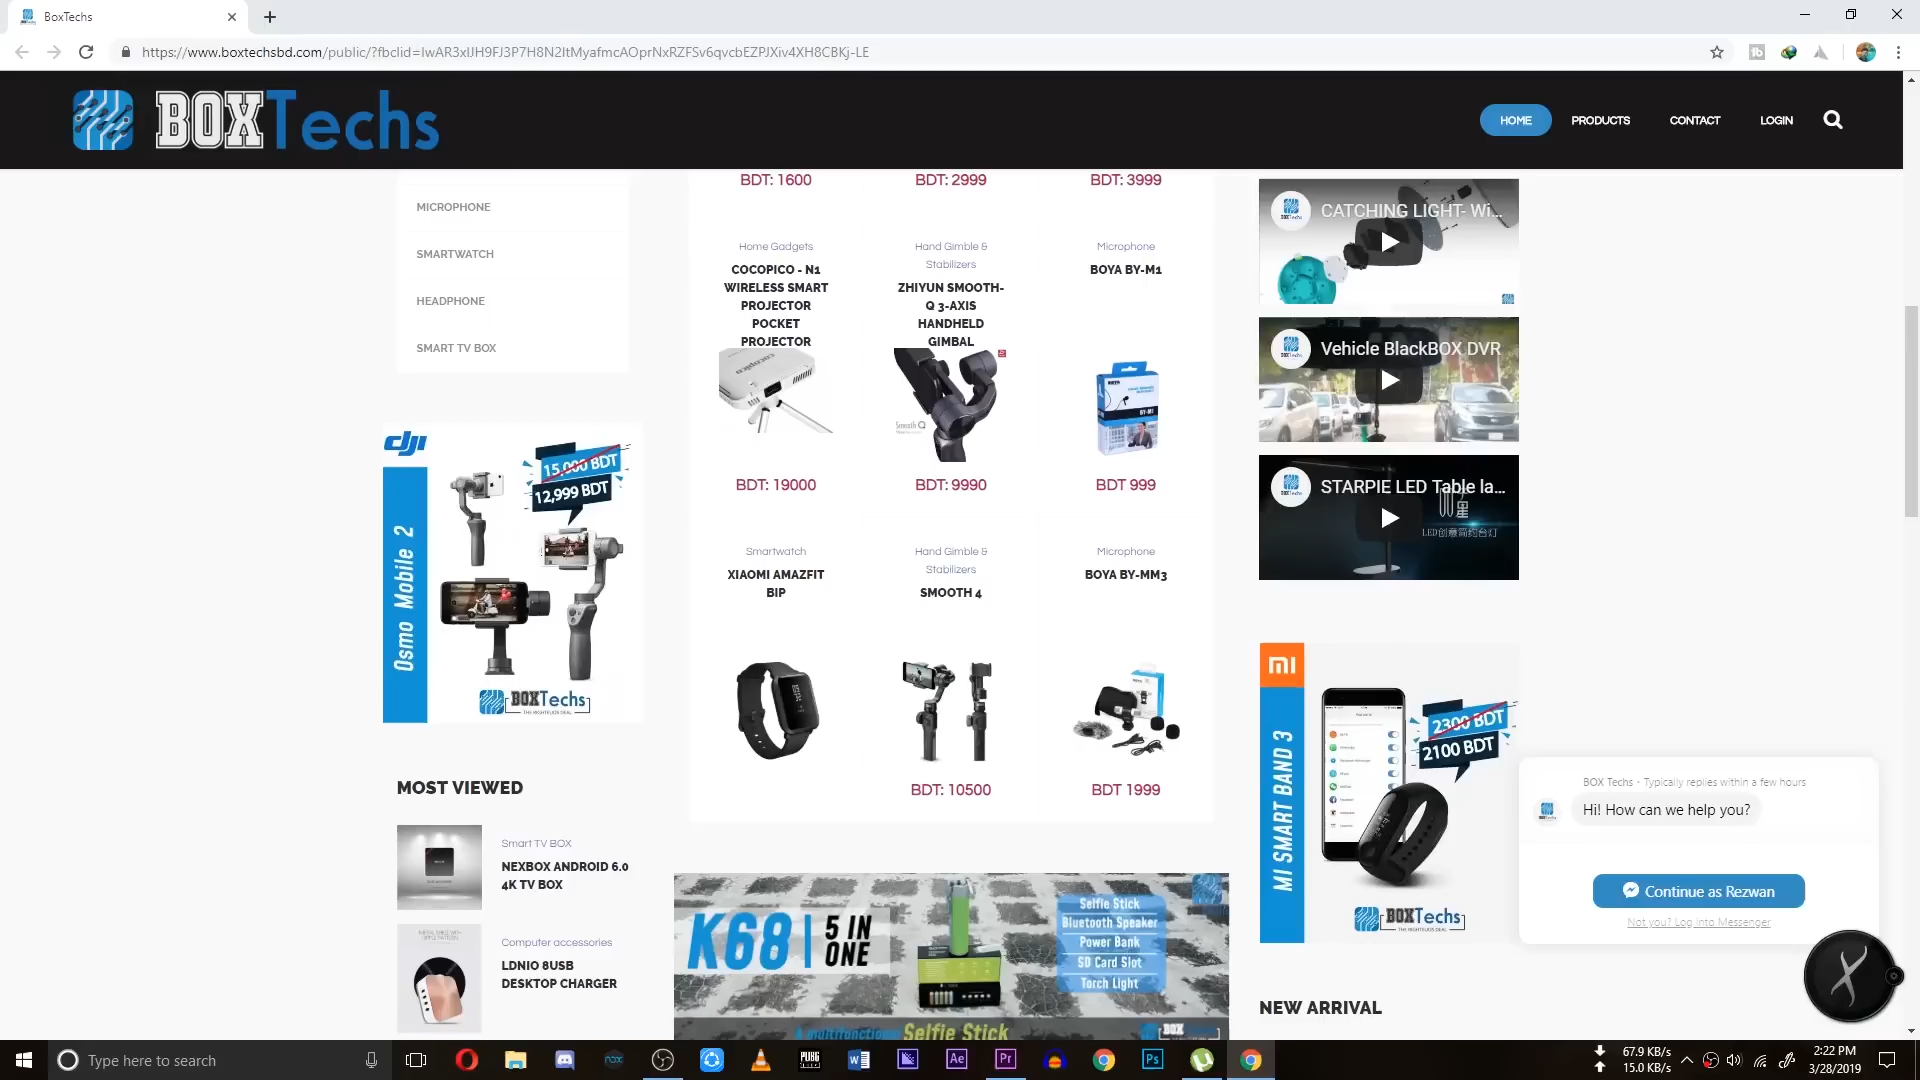 BoxTechs
https://www.boxtechsbd.com/public/?fbclid=IwAR3xIJH9FJ3P7H8N2ItMyafmcAOprNxRZFSv6qvcbEZPJXiv4XH8CBKj-LE
BOXTechs
HOME
PRODUCTS
CONTACT
LOGIN
MICROPHONE
SMARTWATCH
HEADPHONE
SMART TV BOX
dji
15,000 BDT
12,999 BDT
Osmo Mobile 2
BOXTechs
MOST VIEWED
Smart TV BOX
NEXBOX ANDROID 6.0
4K TV BOX
Computer accessories
LDNIO 8USB
DESKTOP CHARGER
BDT: 1600
BDT: 2999
BDT: 3999
Home Gadgets
COCOPICO - N1
WIRELESS SMART
PROJECTOR
POCKET
PROJECTOR
cocopico
BDT: 19000
Hand Gimble &
Stabilizers
ZHIYUN SMOOTH-
Q 3-AXIS
HANDHELD
GIMBAL
Smooth Q
BDT: 9990
Microphone
BOYA BY-M1
BOYA
BY-M1
BDT 999
Smartwatch
XIAOMI AMAZFIT
BIP
Hand Gimble &
Stabilizers
SMOOTH 4
BDT: 10500
Microphone
BOYA BY-MM3
BDT 1999
K68 | 5 IN
ONE
Selfie Stick
Bluetooth Speaker
Power Bank
SD Card Slot
Torch Light
A multifunctional Selfie Stick
BOX
CATCHING LIGHT- Wi...
Vehicle BlackBOX DVR
STARPIE LED Table la...
LED创意简约台灯
MI
2300 BDT
2100 BDT
MI SMART BAND 3
BOXTechs
NEW ARRIVAL
BOX Techs • Typically replies within a few hours
Hi! How can we help you?
Continue as Rezwan
Not you? Log into Messenger
Type here to search
67.9 KB/s
15.0 KB/s
2:22 PM
3/28/2019